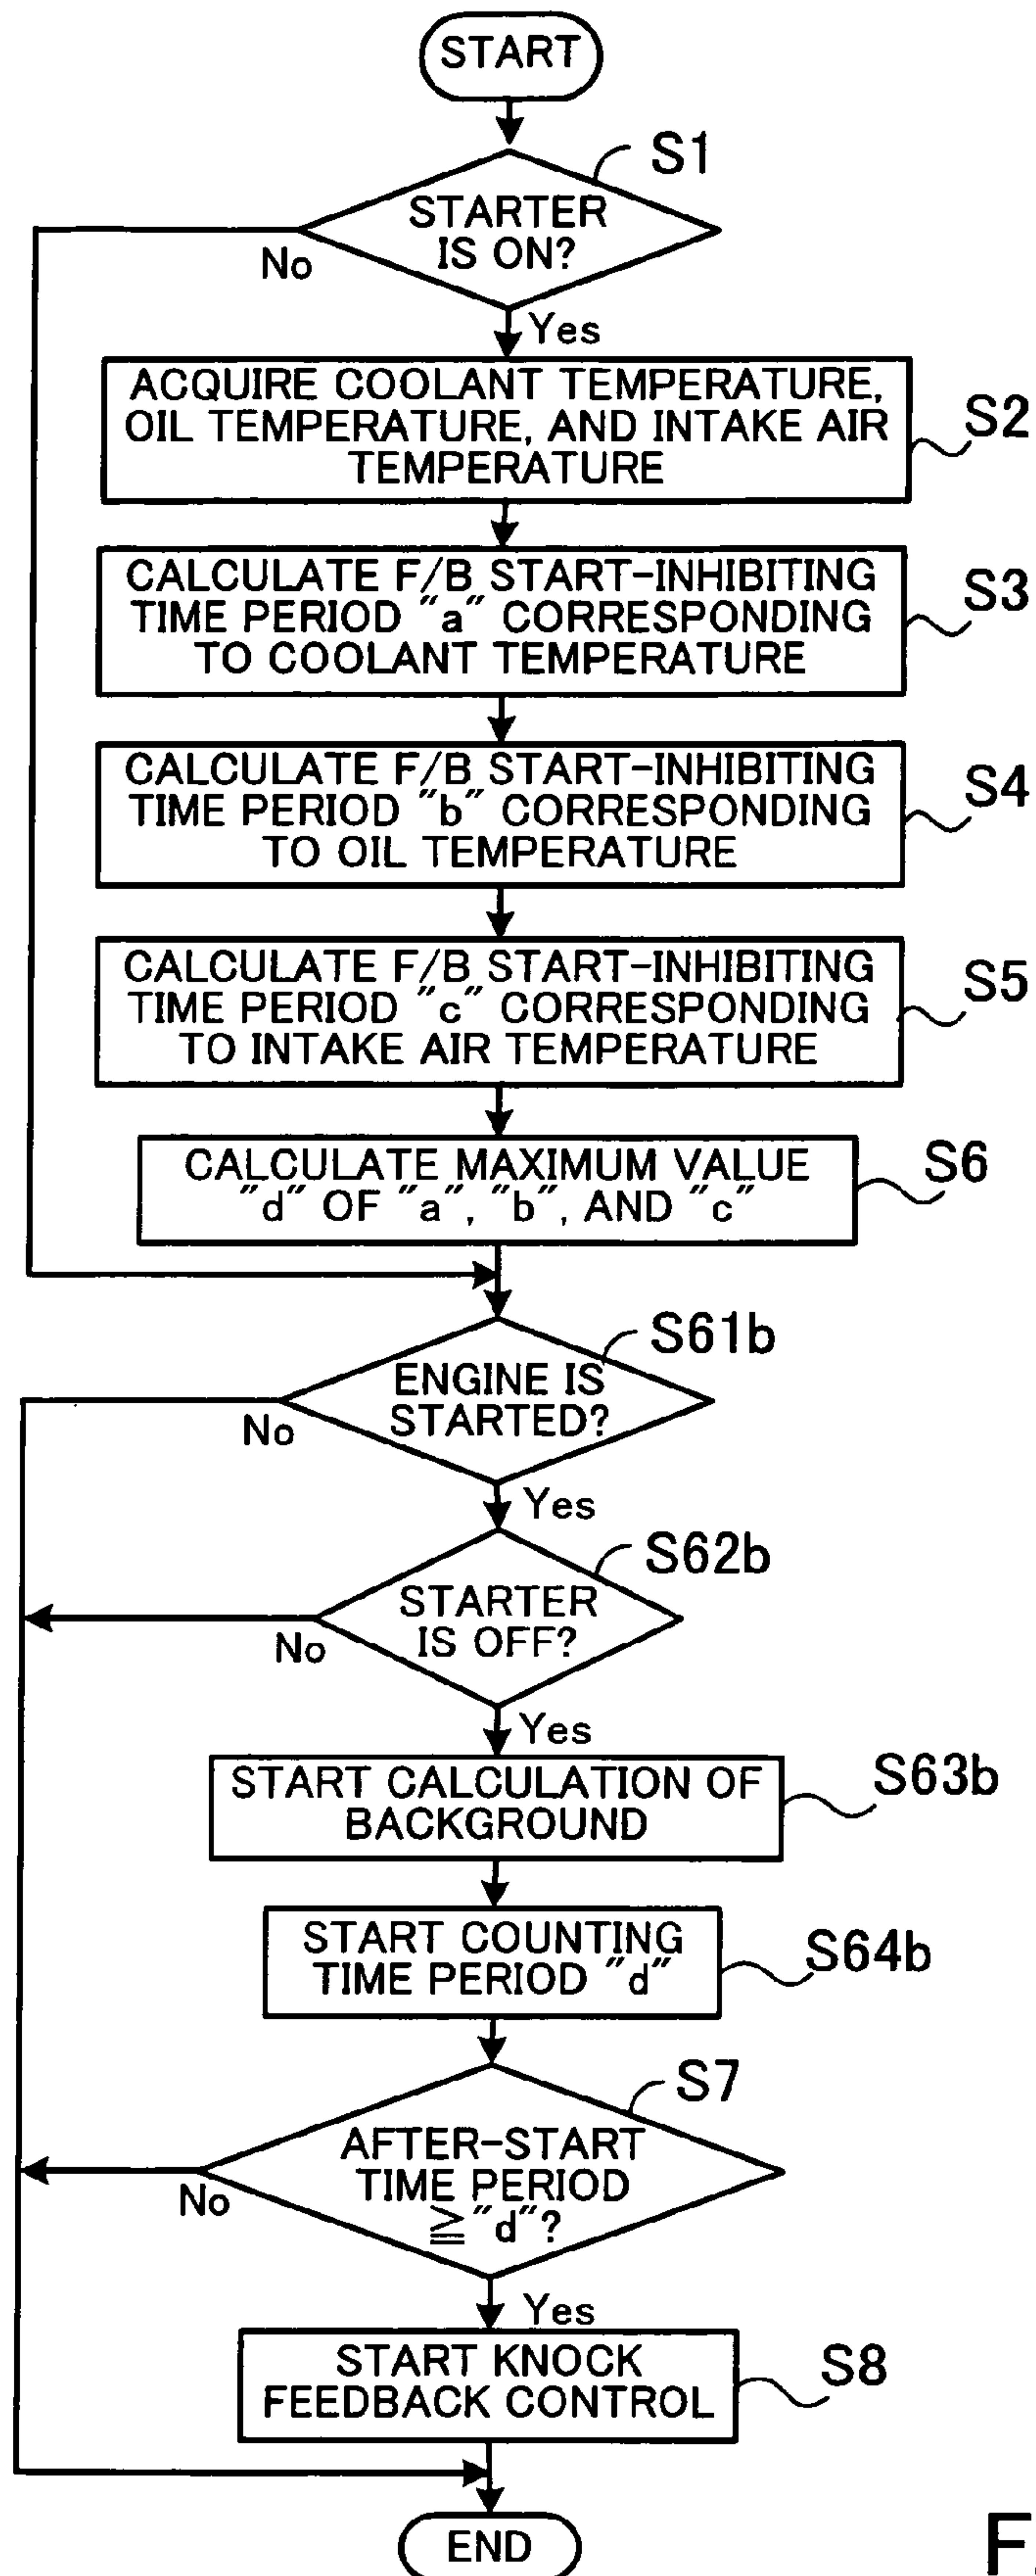 START
S1
STARTER
IS ON?
No
Yes
ACQUIRE COOLANT TEMPERATURE,
OIL TEMPERATURE, AND INTAKE AIR
TEMPERATURE
S2
CALCULATE F/B START-INHIBITING
TIME PERIOD "a" CORRESPONDING
TO COOLANT TEMPERATURE
S3
CALCULATE F/B START-INHIBITING
TIME PERIOD "b" CORRESPONDING
TO OIL TEMPERATURE
S4
CALCULATE F/B START-INHIBITING
TIME PERIOD "c" CORRESPONDING
TO INTAKE AIR TEMPERATURE
S5
CALCULATE MAXIMUM VALUE
"d" OF "a", "b", AND "c"
S6
S61b
ENGINE IS
STARTED?
No
Yes
S62b
STARTER
IS OFF?
No
Yes
START CALCULATION OF
BACKGROUND
S63b
START COUNTING
TIME PERIOD "d"
S64b
S7
AFTER-START
TIME PERIOD
≧"d"?
No
Yes
START KNOCK
FEEDBACK CONTROL
S8
END